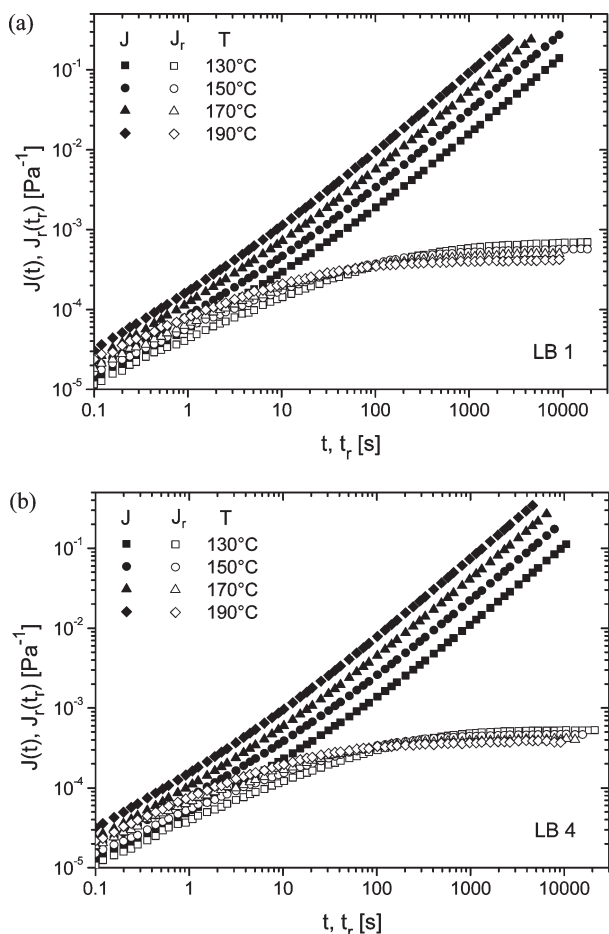 (a)
J Jr T
130°C
150°C
170°C
190°C
J(t), Jr(tr) [Pa⁻¹]
10⁻¹
10⁻²
10⁻³
10⁻⁴
10⁻⁵
LB 1
0.1 1 10 100 1000 10000
t, tr [s]
(b)
J Jr T
130°C
150°C
170°C
190°C
J(t), Jr(tr) [Pa⁻¹]
10⁻¹
10⁻²
10⁻³
10⁻⁴
10⁻⁵
LB 4
0.1 1 10 100 1000 10000
t, tr [s]